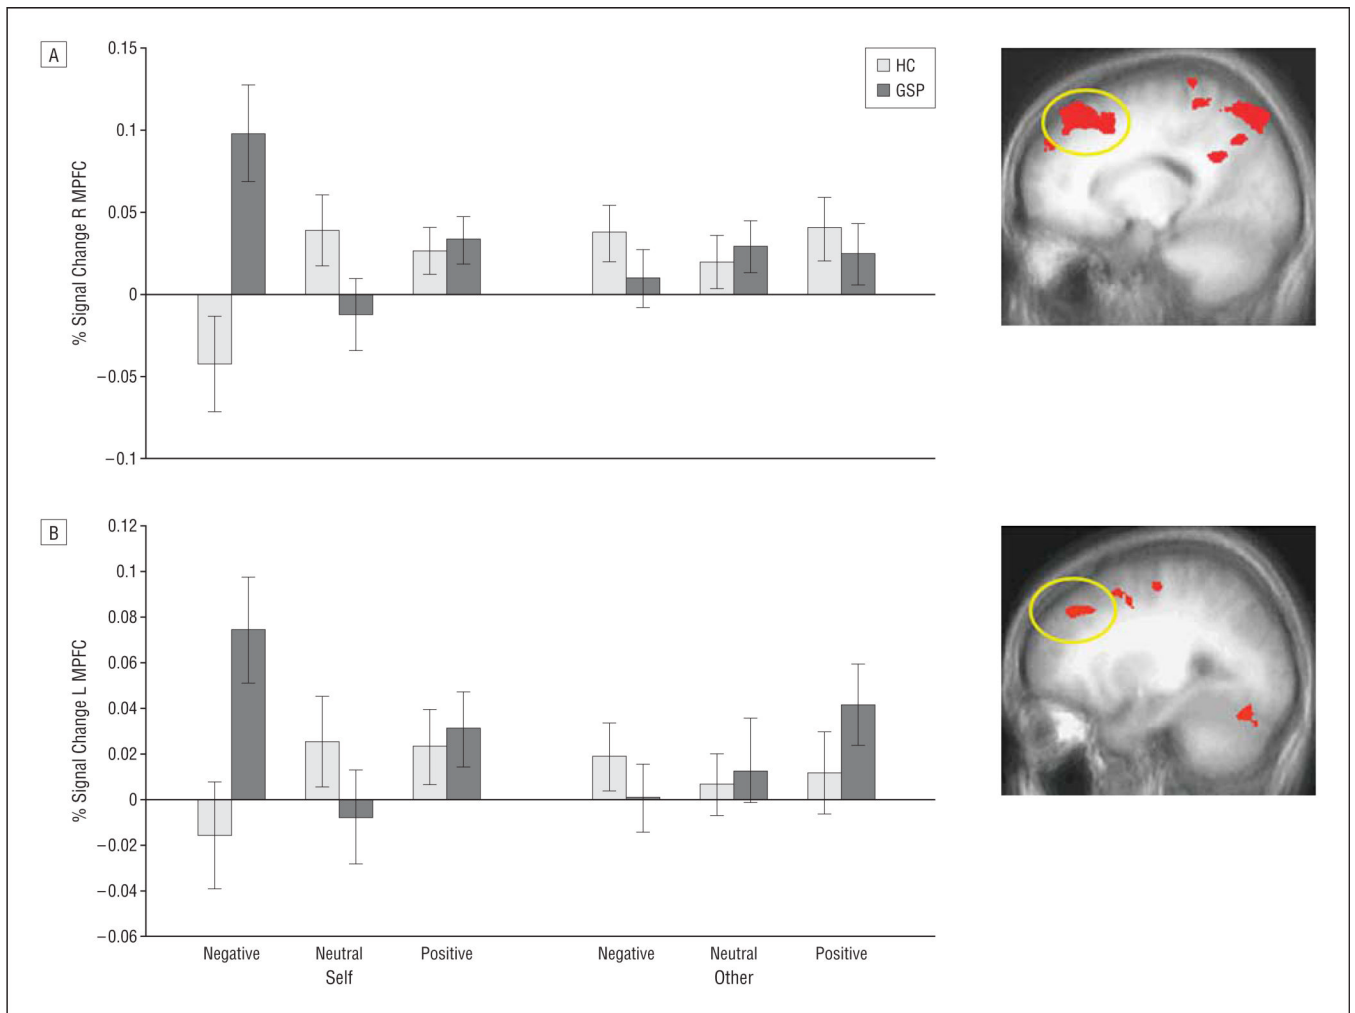 A
0.15
0.1
0.05
0
−0.05
−0.1
% Signal Change R MPFC
HC
GSP
B
0.12
0.1
0.08
0.06
0.04
0.02
0
−0.02
−0.04
−0.06
% Signal Change L MPFC
Negative Neutral Positive Negative Neutral Positive
Self Other